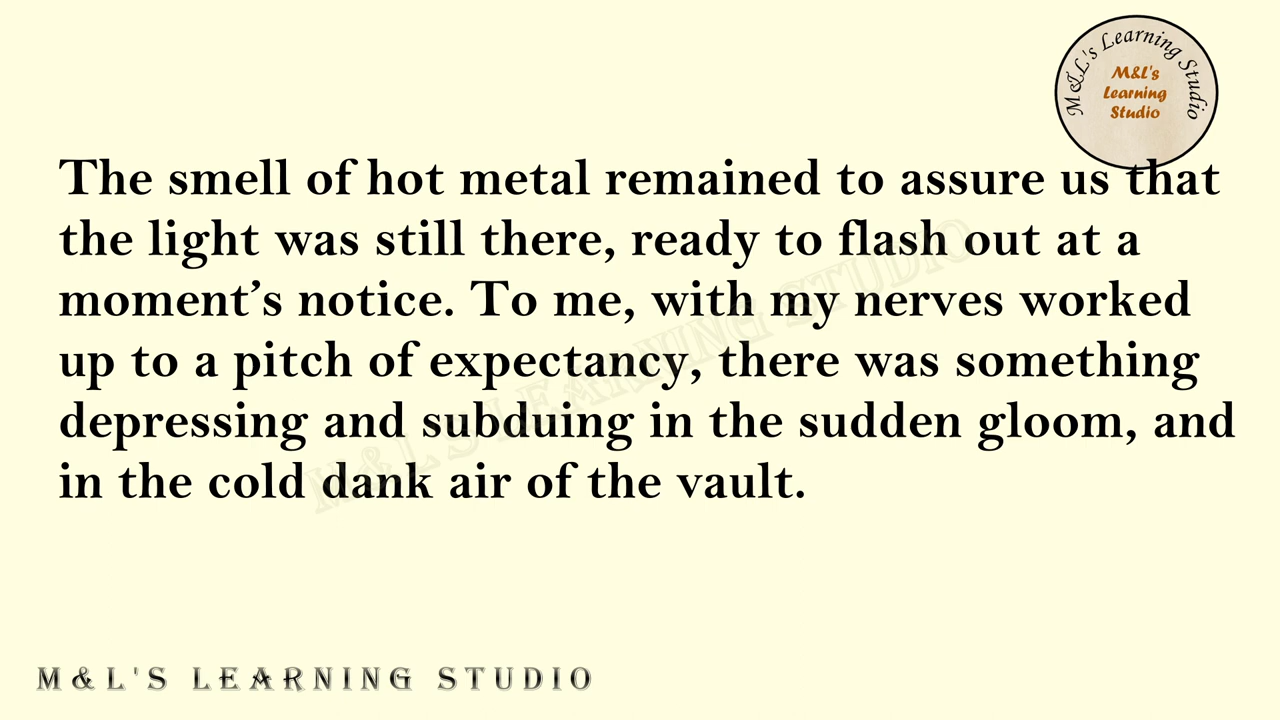 M&L's Learning Studio
M&L's
Learning
Studio
The smell of hot metal remained to assure us that
the light was still there, ready to flash out at a
moment’s notice. To me, with my nerves worked
up to a pitch of expectancy, there was something
depressing and subduing in the sudden gloom, and
in the cold dank air of the vault.
M&L'S LEARNING STUDIO
M&L'S LEARNING STUDIO